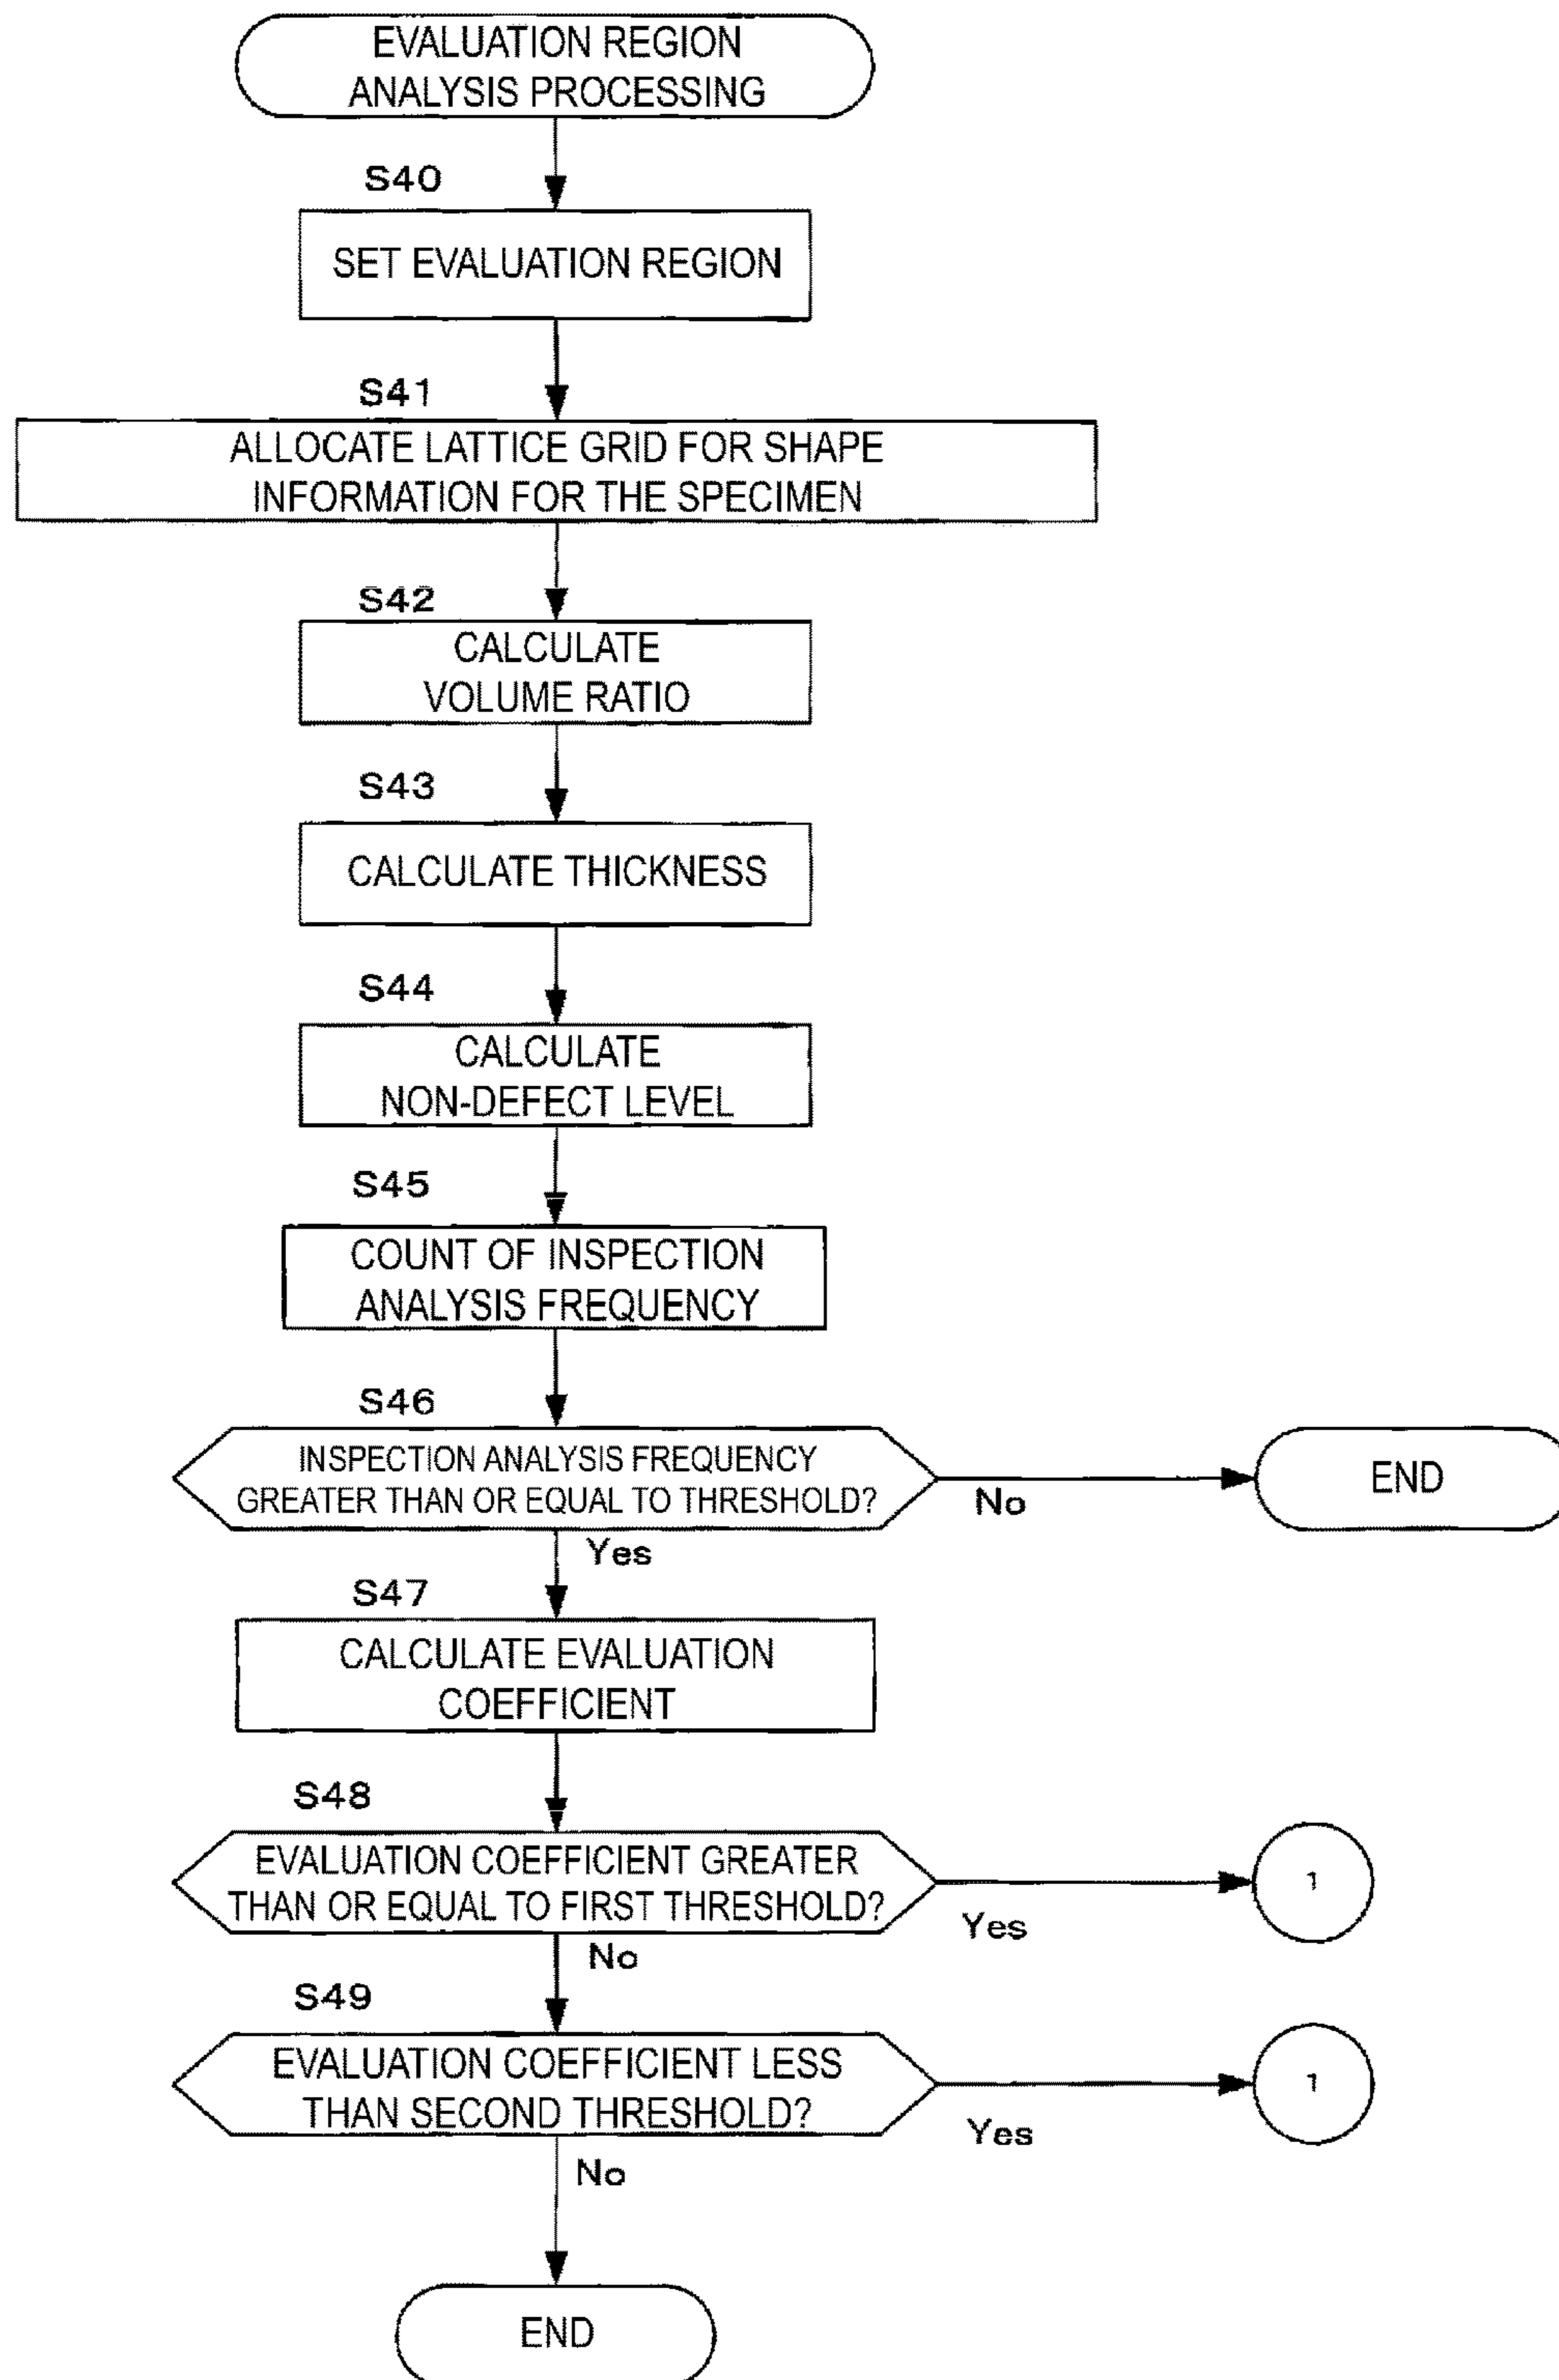 EVALUATION REGION
ANALYSIS PROCESSING
S40
SET EVALUATION REGION
S41
ALLOCATE LATTICE GRID FOR SHAPE
INFORMATION FOR THE SPECIMEN
S42
CALCULATE
VOLUME RATIO
S43
CALCULATE THICKNESS
S44
CALCULATE
NON-DEFECT LEVEL
S45
COUNT OF INSPECTION
ANALYSIS FREQUENCY
S46
INSPECTION ANALYSIS FREQUENCY
GREATER THAN OR EQUAL TO THRESHOLD?
No
END
Yes
S47
CALCULATE EVALUATION
COEFFICIENT
S48
EVALUATION COEFFICIENT GREATER
THAN OR EQUAL TO FIRST THRESHOLD?
Yes
1
No
S49
EVALUATION COEFFICIENT LESS
THAN SECOND THRESHOLD?
Yes
1
No
END